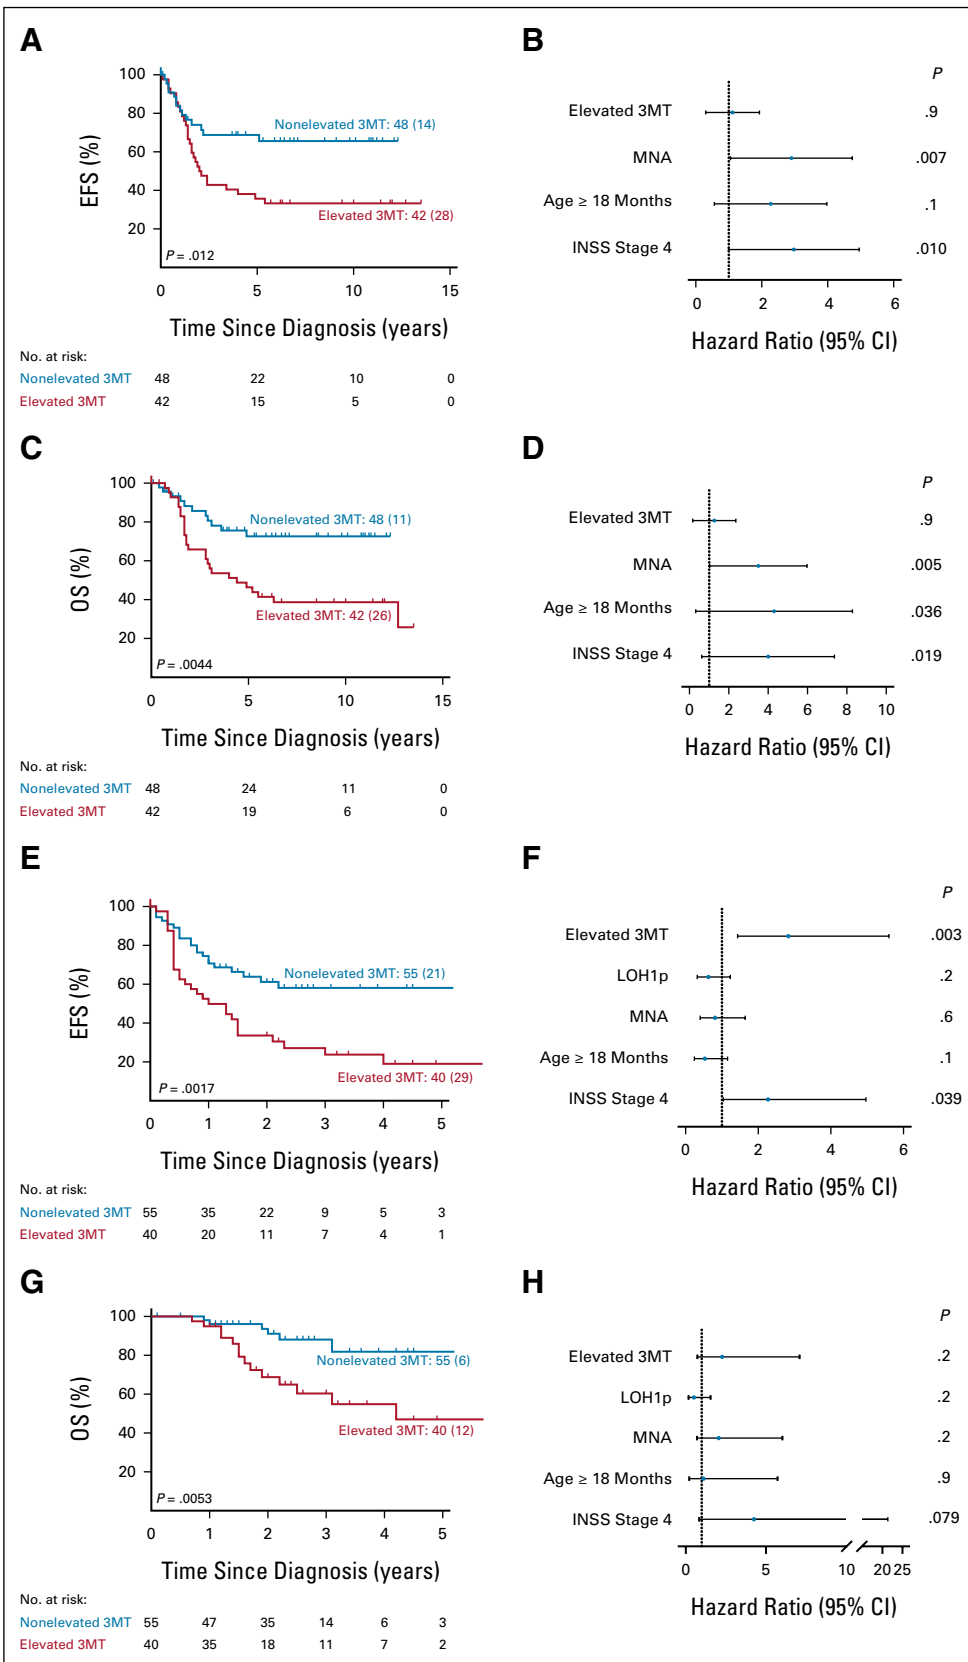 A
EFS (%)
100
80
60
40
20
Nonelevated 3MT: 48 (14)
Elevated 3MT: 42 (28)
P = .012
0 5 10 15
Time Since Diagnosis (years)
No. at risk:
Nonelevated 3MT 48 22 10 0
Elevated 3MT 42 15 5 0
B
P
Elevated 3MT .9
MNA .007
Age ≥ 18 Months .1
INSS Stage 4 .010
0 2 4 6
Hazard Ratio (95% CI)
C
OS (%)
100
80
60
40
20
Nonelevated 3MT: 48 (11)
Elevated 3MT: 42 (26)
P = .0044
0 5 10 15
Time Since Diagnosis (years)
No. at risk:
Nonelevated 3MT 48 24 11 0
Elevated 3MT 42 19 6 0
D
P
Elevated 3MT .9
MNA .005
Age ≥ 18 Months .036
INSS Stage 4 .019
0 2 4 6 8 10
Hazard Ratio (95% CI)
E
EFS (%)
100
80
60
40
20
Nonelevated 3MT: 55 (21)
Elevated 3MT: 40 (29)
P = .0017
0 1 2 3 4 5
Time Since Diagnosis (years)
No. at risk:
Nonelevated 3MT 55 35 22 9 5 3
Elevated 3MT 40 20 11 7 4 1
F
P
Elevated 3MT .003
LOH1p .2
MNA .6
Age ≥ 18 Months .1
INSS Stage 4 .039
0 2 4 6
Hazard Ratio (95% CI)
G
OS (%)
100
80
60
40
20
Nonelevated 3MT: 55 (6)
Elevated 3MT: 40 (12)
P = .0053
0 1 2 3 4 5
Time Since Diagnosis (years)
No. at risk:
Nonelevated 3MT 55 47 35 14 6 3
Elevated 3MT 40 35 18 11 7 2
H
P
Elevated 3MT .2
LOH1p .2
MNA .2
Age ≥ 18 Months .9
INSS Stage 4 .079
0 5 10 20 25
Hazard Ratio (95% CI)